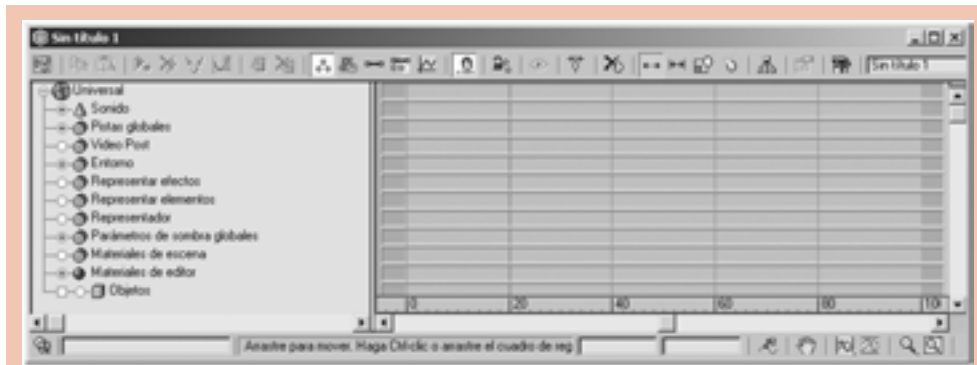 Sin título 1
Sin título 1
Universal
Sonido
Pistas globales
Video Post
Entorno
Representar efectos
Representar elementos
Representador
Parámetros de sombra globales
Materiales de escena
Materiales de editor
Objetos
0 20 40 60 80 10
Arrastre para mover. Haga Ctrl-clic o arrastre el cuadro de reg